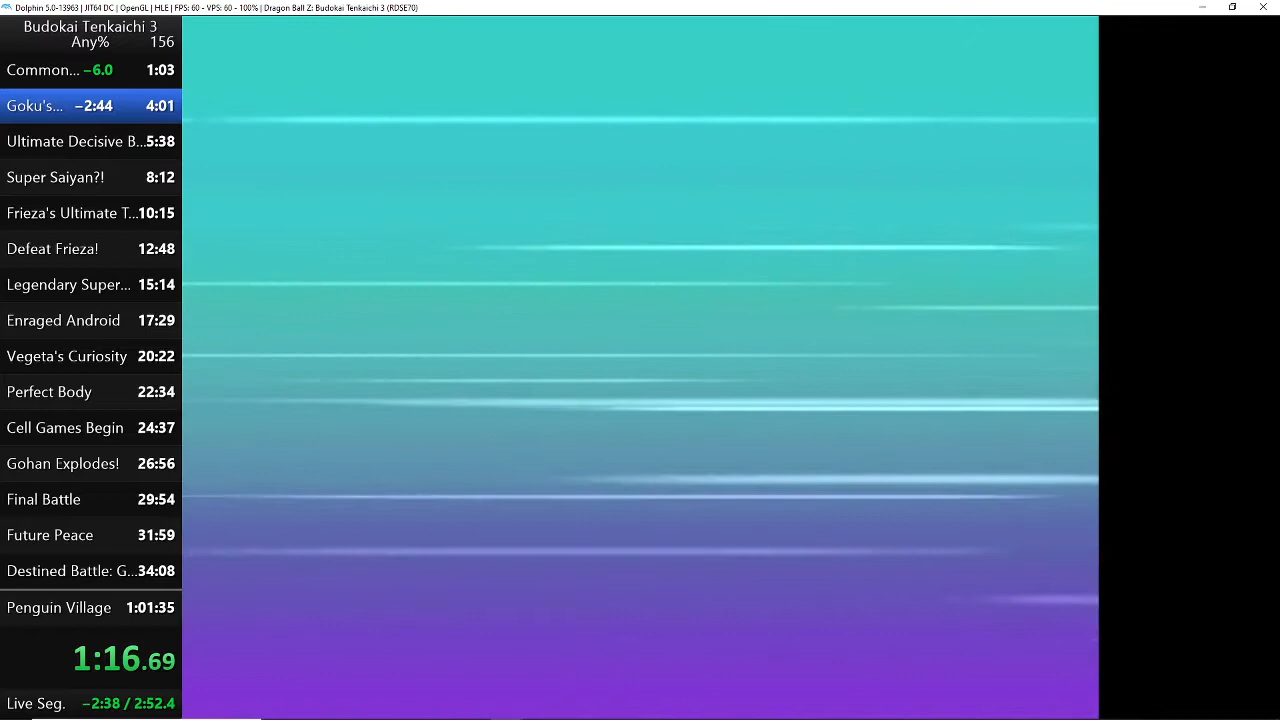 Dolphin 5.0-13963 | JIT64 DC | OpenGL | HLE | FPS: 60 - VPS: 60 - 100% | Dragon Ball Z: Budokai Tenkaichi 3 (RDSE70)
Budokai Tenkaichi 3
Any% 156
Common... −6.0 1:03
Goku's... −2:44 4:01
Ultimate Decisive B... 5:38
Super Saiyan?! 8:12
Frieza's Ultimate T... 10:15
Defeat Frieza! 12:48
Legendary Super... 15:14
Enraged Android 17:29
Vegeta's Curiosity 20:22
Perfect Body 22:34
Cell Games Begin 24:37
Gohan Explodes! 26:56
Final Battle 29:54
Future Peace 31:59
Destined Battle: G... 34:08
Penguin Village 1:01:35
1:16.69
Live Seg. −2:38 / 2:52.4